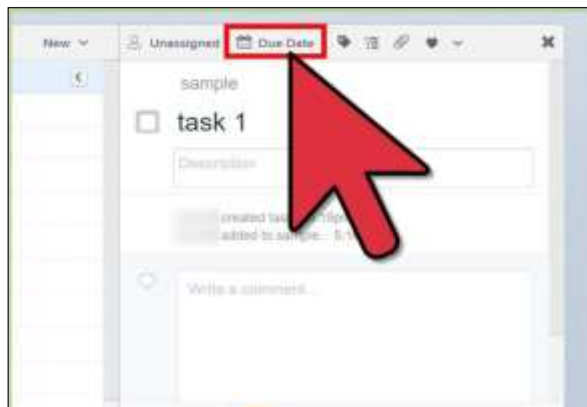 New
Unassigned Due Date
sample
task 1
Description
created task
added to sample.
Write a comment...